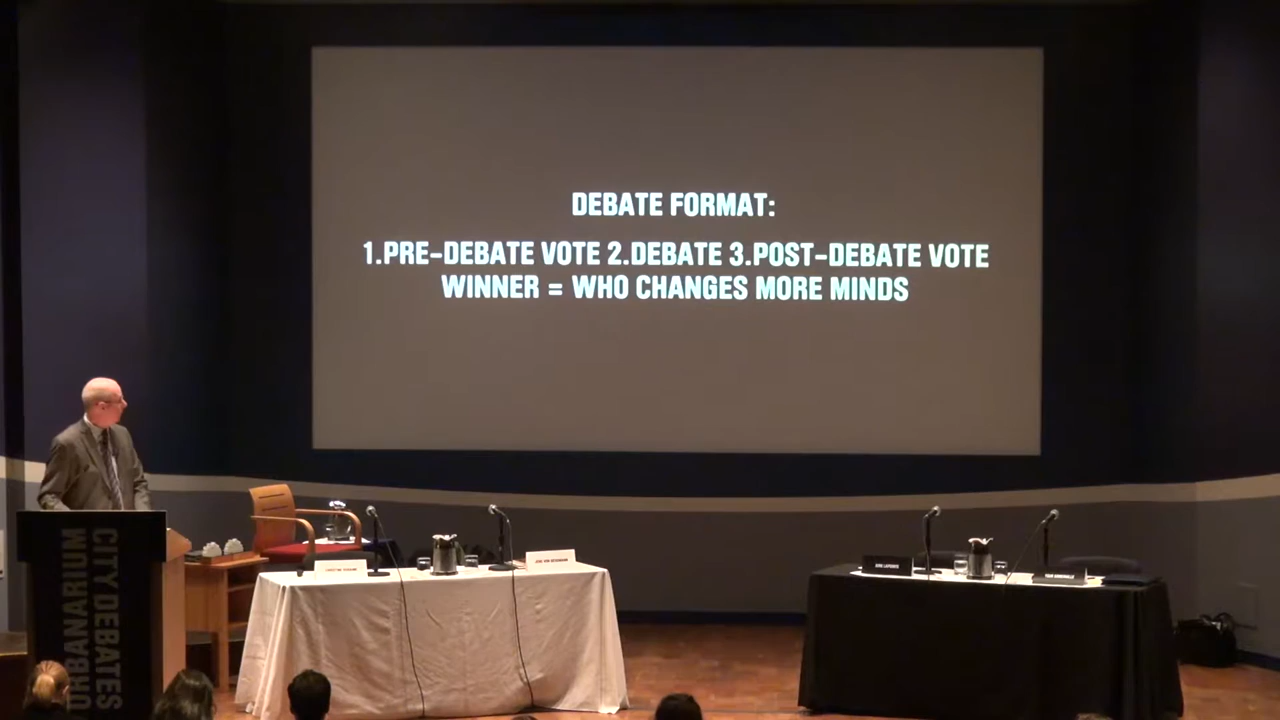 DEBATE FORMAT:
1.PRE-DEBATE VOTE 2.DEBATE 3.POST-DEBATE VOTE
WINNER = WHO CHANGES MORE MINDS
URBANARIUM
CITY DEBATES